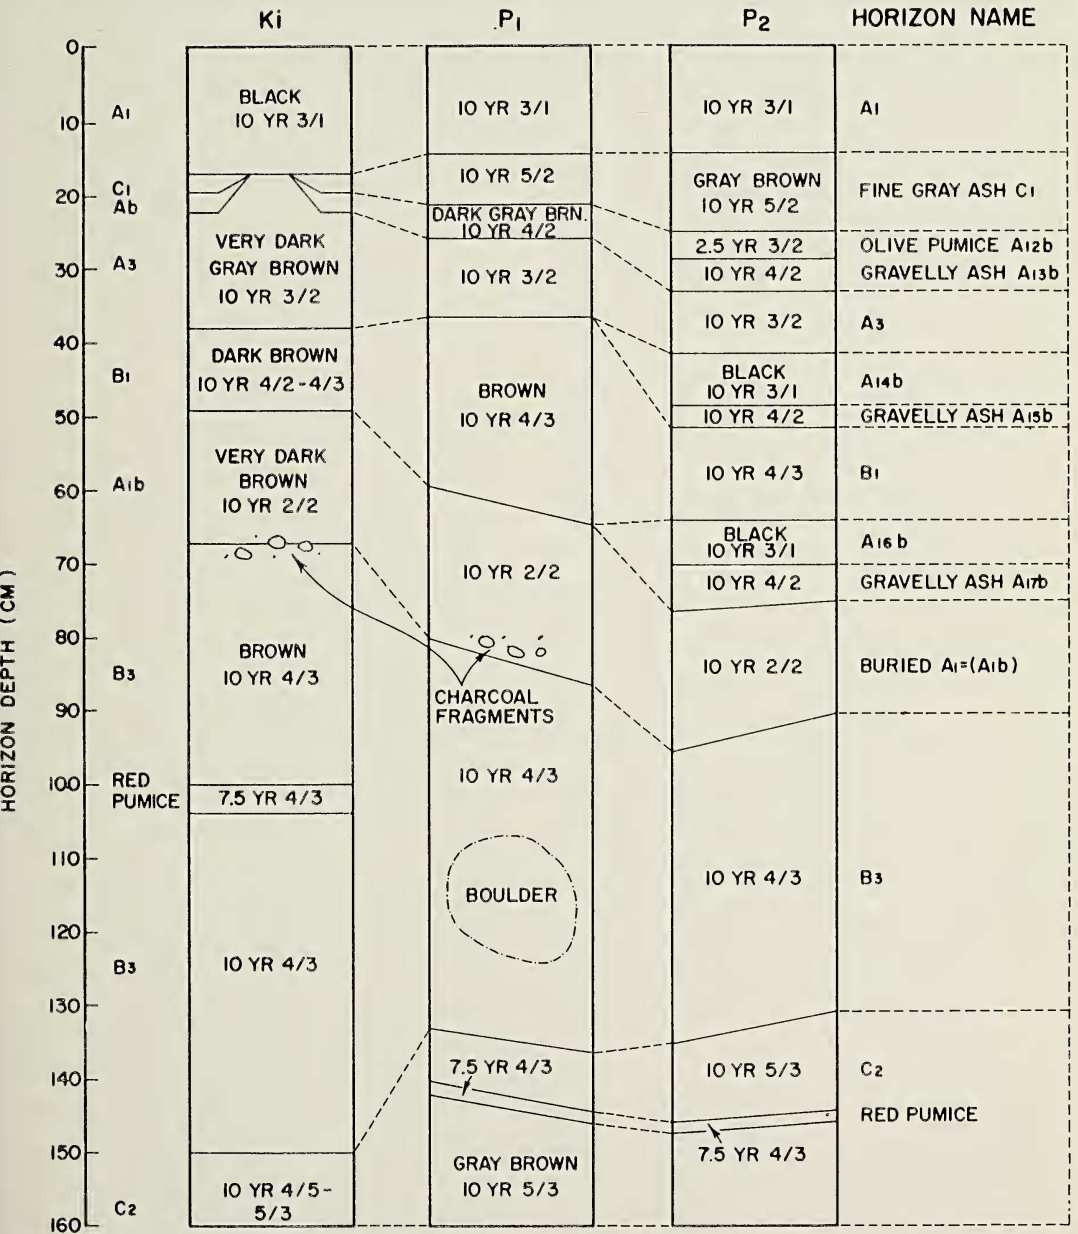 Ki
P1
P2
HORIZON NAME
HORIZON DEPTH (CM)
0
10
20
30
40
50
60
70
80
90
100
110
120
130
140
150
160
A1
C1
Ab
A3
B1
A1b
B3
RED
PUMICE
B3
C2
BLACK
10 YR 3/1
VERY DARK
GRAY BROWN
10 YR 3/2
DARK BROWN
10 YR 4/2-4/3
VERY DARK
BROWN
10 YR 2/2
BROWN
10 YR 4/3
7.5 YR 4/3
10 YR 4/3
10 YR 4/5-
5/3
10 YR 3/1
10 YR 5/2
DARK GRAY BRN.
10 YR 4/2
10 YR 3/2
BROWN
10 YR 4/3
10 YR 2/2
CHARCOAL
FRAGMENTS
10 YR 4/3
BOULDER
7.5 YR 4/3
GRAY BROWN
10 YR 5/3
10 YR 3/1
GRAY BROWN
10 YR 5/2
2.5 YR 3/2
10 YR 4/2
10 YR 3/2
BLACK
10 YR 3/1
10 YR 4/2
10 YR 4/3
BLACK
10 YR 3/1
10 YR 4/2
10 YR 2/2
10 YR 4/3
10 YR 5/3
7.5 YR 4/3
A1
FINE GRAY ASH C1
OLIVE PUMICE A12b
GRAVELLY ASH A13b
A3
A14b
GRAVELLY ASH A15b
B1
A16b
GRAVELLY ASH A17b
BURIED A1=(A1b)
B3
C2
RED PUMICE